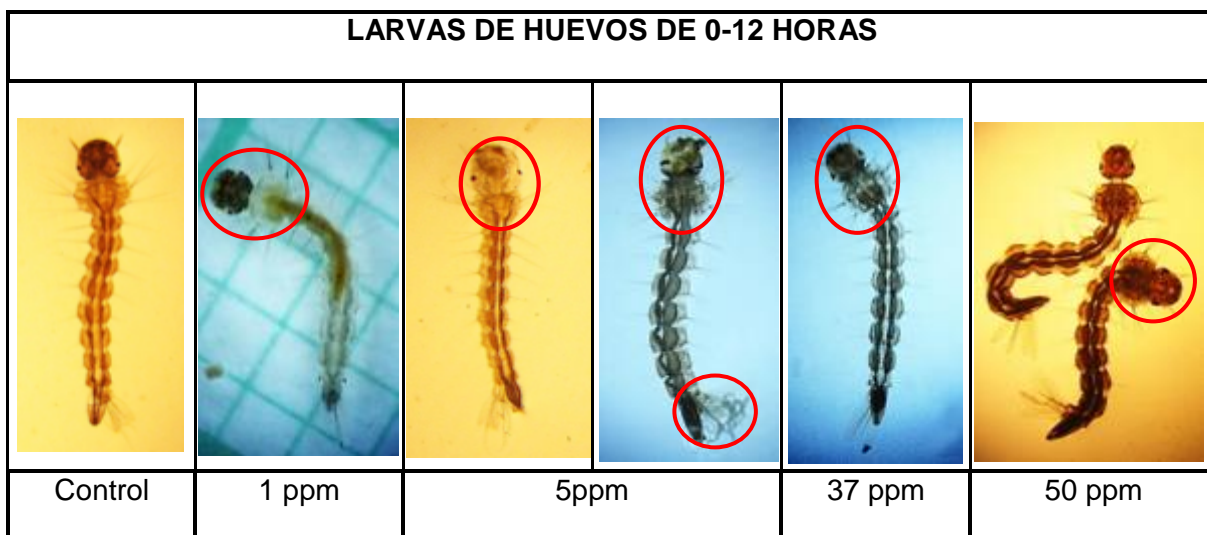 LARVAS DE HUEVOS DE 0-12 HORAS
Control
1 ppm
5ppm
37 ppm
50 ppm